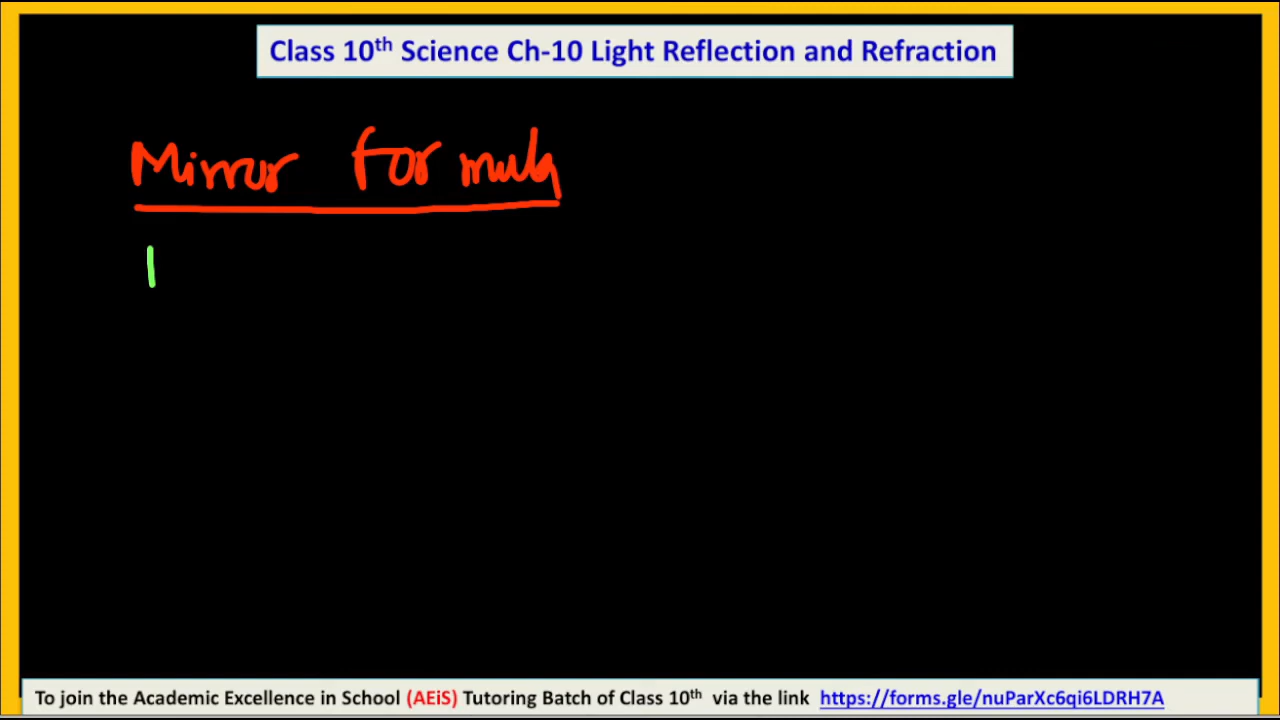 Class 10th Science Ch-10 Light Reflection and Refraction
Mirror Formula
To join the Academic Excellence in School (AEiS) Tutoring Batch of Class 10th via the link https://forms.gle/nuParXc6qi6LDRH7A